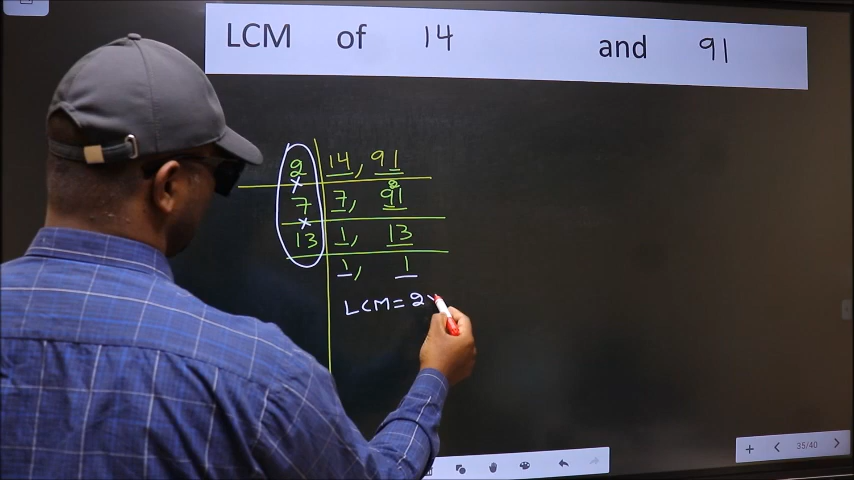 LCM of 14 and 91
2 14, 91
× 2
7 7, 91
×
13 1, 13
1, 1
LCM = 2 ×
35/40